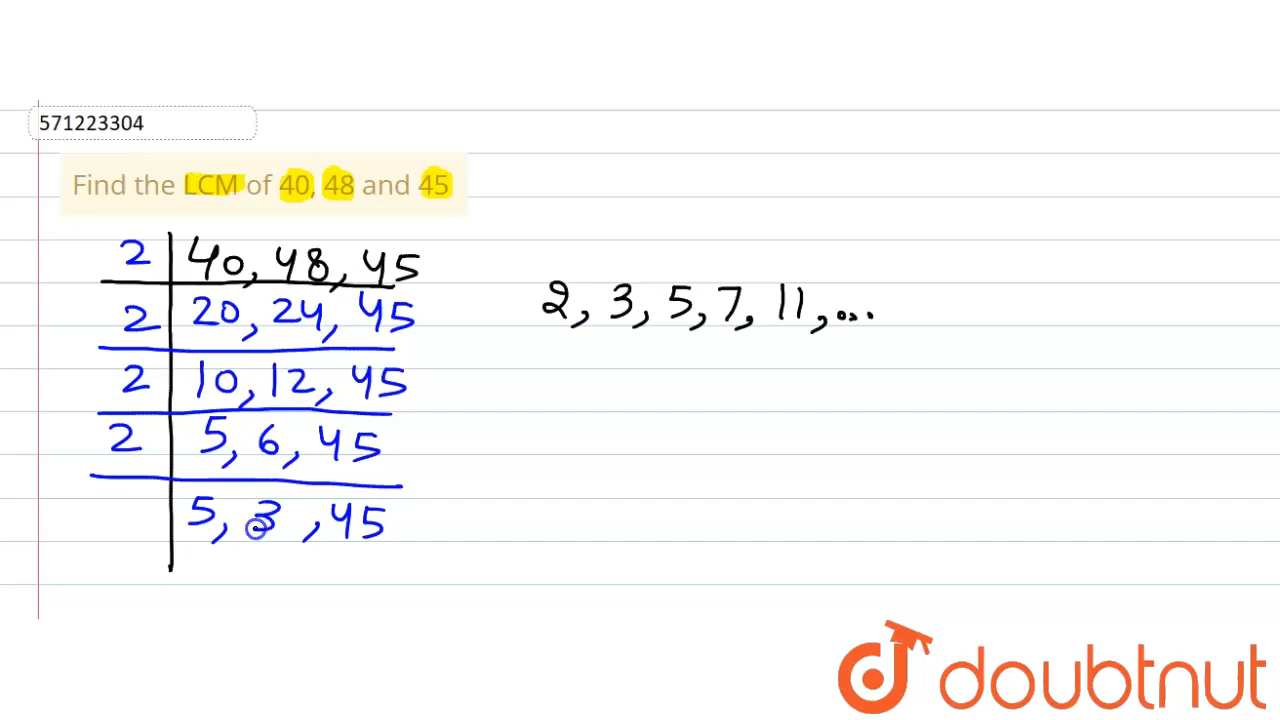 571223304
Find the LCM of 40, 48 and 45
2 40, 48, 45
2 20, 24, 45
2 10, 12, 45
2 5, 6, 45
5, 3, 45
2, 3, 5, 7, 11, ...
doubtnut